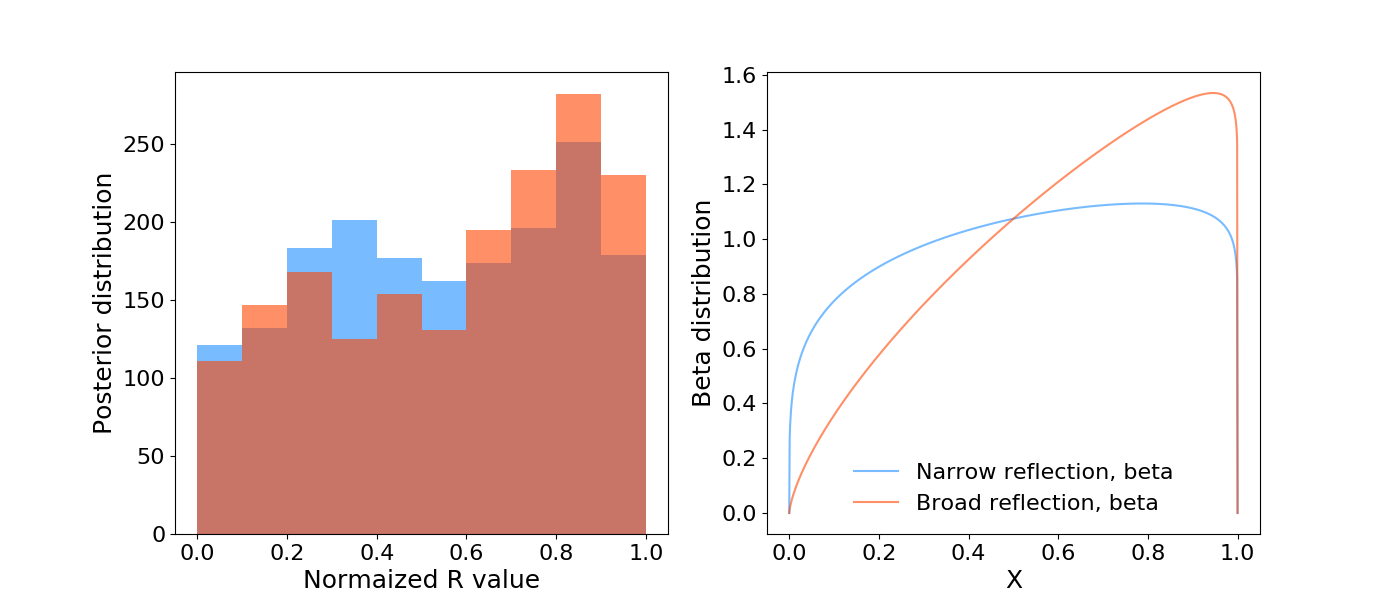 Posterior distribution
250
200
150
100
50
0
0.0 0.2 0.4 0.6 0.8 1.0
Normaized R value
Beta distribution
1.6
1.4
1.2
1.0
0.8
0.6
0.4
0.2
0.0
Narrow reflection, beta
Broad reflection, beta
0.0 0.2 0.4 0.6 0.8 1.0
X